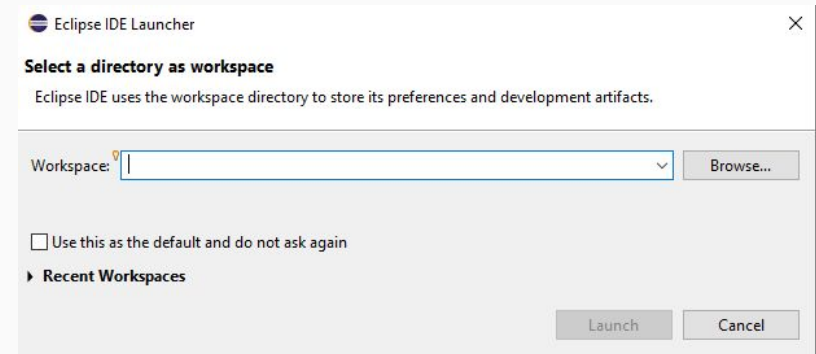 Eclipse IDE Launcher
Select a directory as workspace
Eclipse IDE uses the workspace directory to store its preferences and development artifacts.
Workspace: Browse...
Use this as the default and do not ask again
Recent Workspaces
Launch Cancel